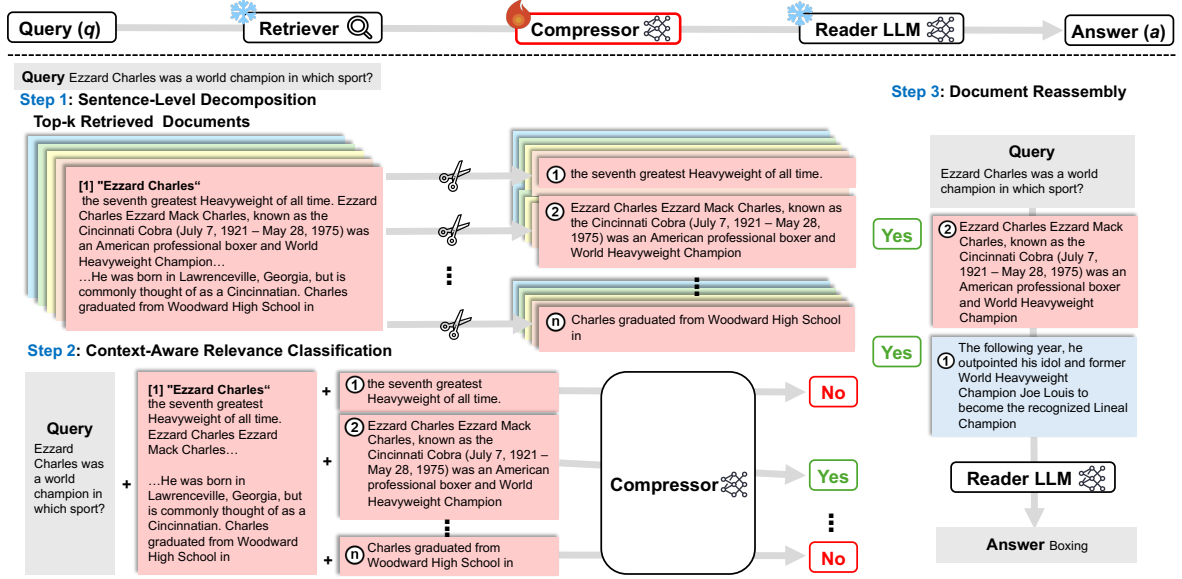 Query (q)
Retriever
Compressor
Reader LLM
Answer (a)
Query Ezzard Charles was a world champion in which sport?
Step 1: Sentence-Level Decomposition
Top-k Retrieved Documents
[1] "Ezzard Charles“
the seventh greatest Heavyweight of all time. Ezzard
Charles Ezzard Mack Charles, known as the
Cincinnati Cobra (July 7, 1921 – May 28, 1975) was
an American professional boxer and World
Heavyweight Champion…
…He was born in Lawrenceville, Georgia, but is
commonly thought of as a Cincinnatian. Charles
graduated from Woodward High School in
1 the seventh greatest Heavyweight of all time.
2 Ezzard Charles Ezzard Mack Charles, known as
the Cincinnati Cobra (July 7, 1921 – May 28,
1975) was an American professional boxer and
World Heavyweight Champion
n Charles graduated from Woodward High School
in
Step 2: Context-Aware Relevance Classification
Query
Ezzard
Charles was
a world
champion in
which sport?
+
[1] "Ezzard Charles“
the seventh greatest
Heavyweight of all time.
Ezzard Charles Ezzard
Mack Charles…
…He was born in
Lawrenceville, Georgia, but
is commonly thought of as a
Cincinnatian. Charles
graduated from Woodward
High School in
+
1 the seventh greatest
Heavyweight of all time.
+
2 Ezzard Charles Ezzard Mack
Charles, known as the
Cincinnati Cobra (July 7, 1921
– May 28, 1975) was an American
professional boxer and World
Heavyweight Champion
+
n Charles graduated from
Woodward High School in
Compressor
No
Yes
No
Step 3: Document Reassembly
Query
Ezzard Charles was a world
champion in which sport?
Yes
2 Ezzard Charles Ezzard Mack
Charles, known as the
Cincinnati Cobra (July 7,
1921 – May 28, 1975) was an
American professional boxer
and World Heavyweight
Champion
Yes
1 The following year, he
outpointed his idol and former
World Heavyweight
Champion Joe Louis to
become the recognized Lineal
Champion
Reader LLM
Answer Boxing